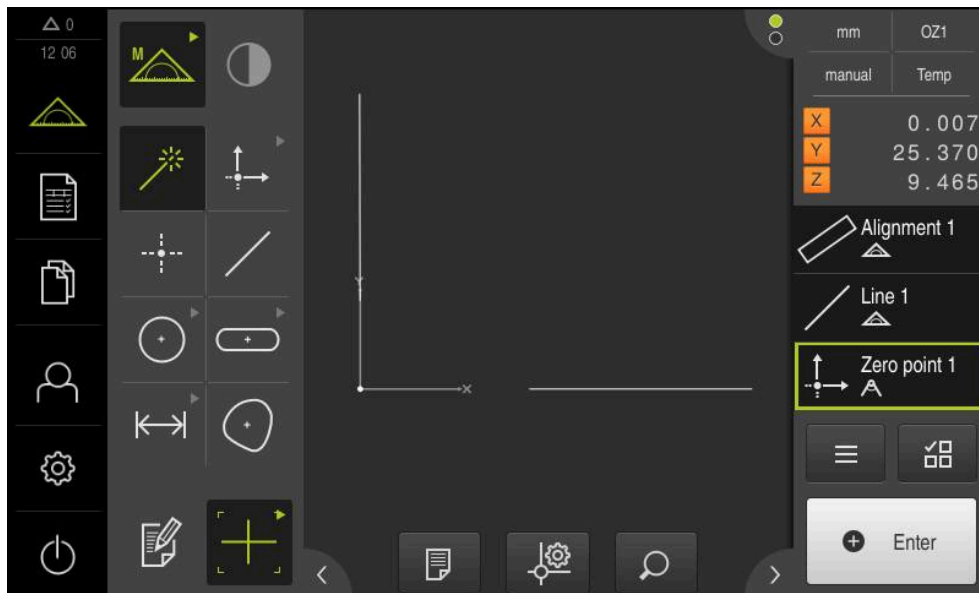 0
12 06
M
mm
OZ1
manual
Temp
X 0.007
Y 25.370
Z 9.465
Alignment 1
Line 1
Zero point 1
Y
X
Enter